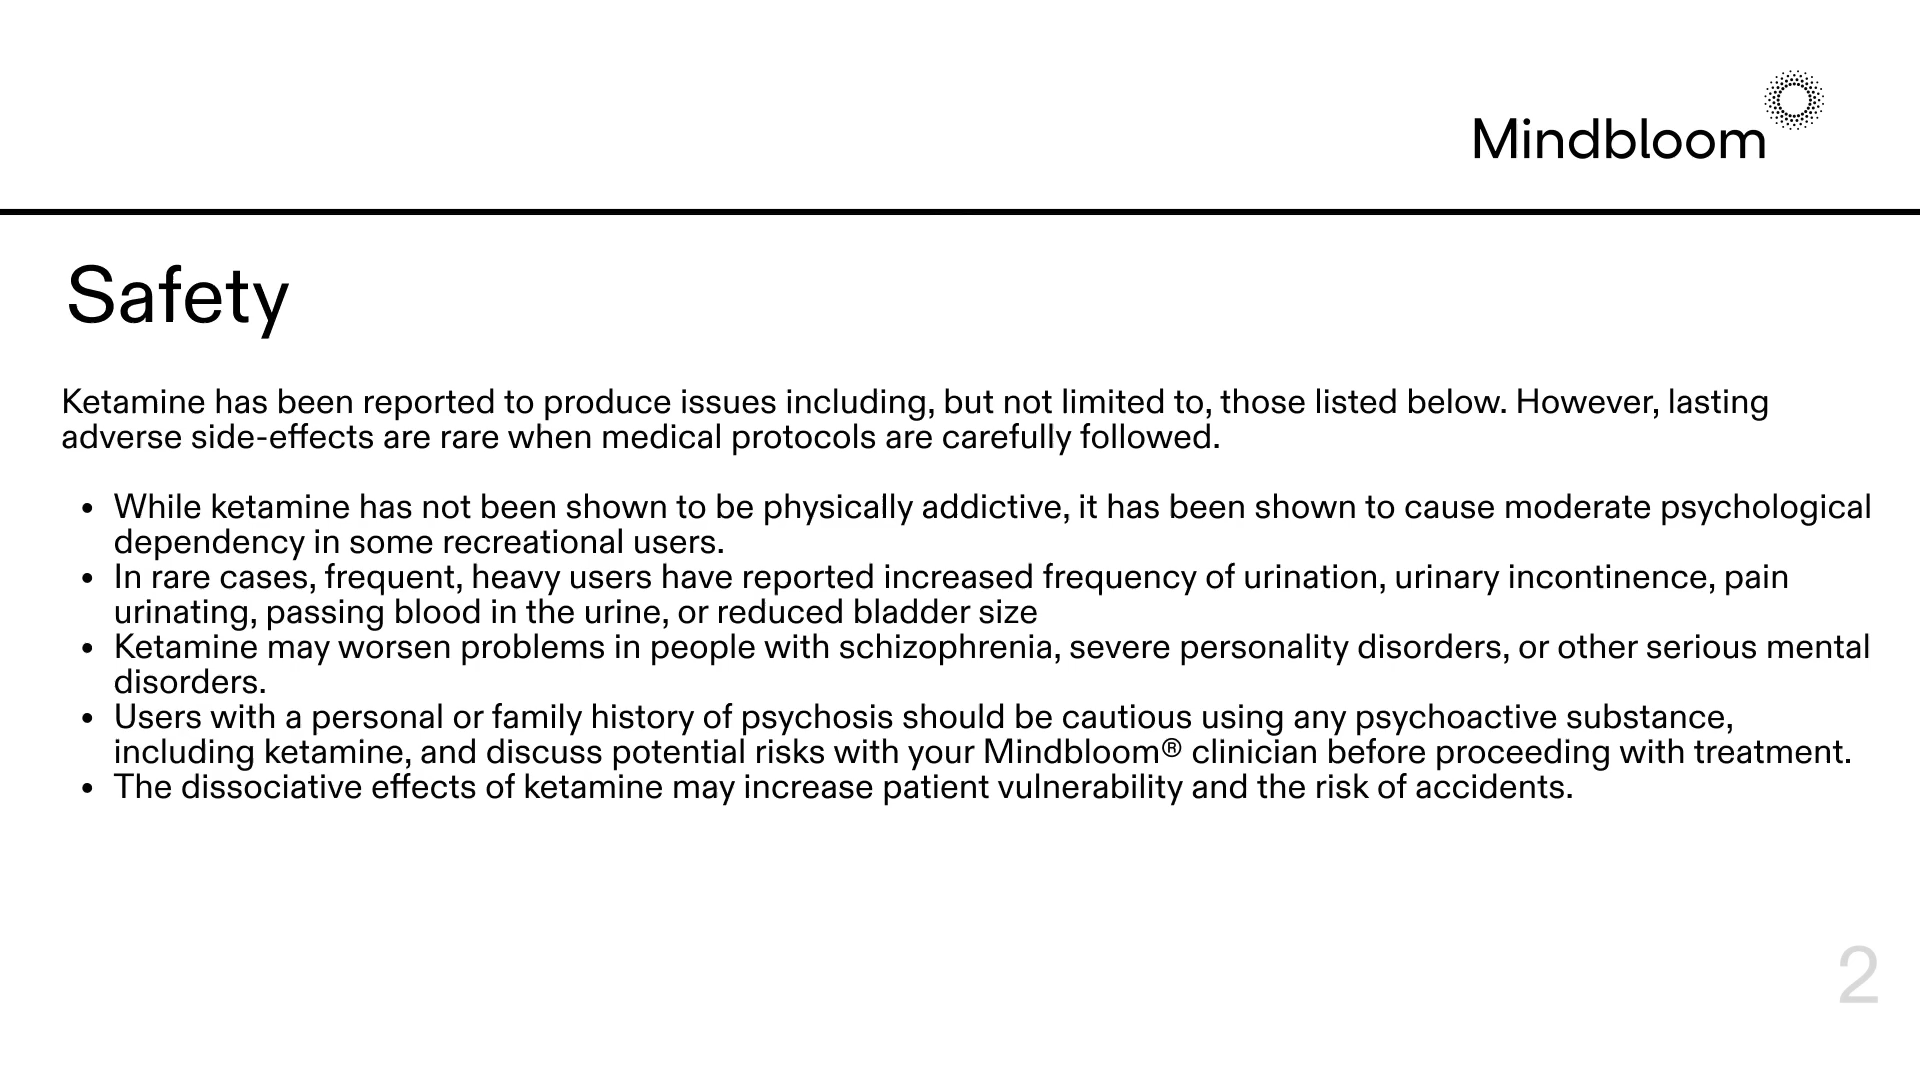 Mindbloom
Safety
Ketamine has been reported to produce issues including, but not limited to, those listed below. However, lasting
adverse side-effects are rare when medical protocols are carefully followed.
• While ketamine has not been shown to be physically addictive, it has been shown to cause moderate psychological
dependency in some recreational users.
• In rare cases, frequent, heavy users have reported increased frequency of urination, urinary incontinence, pain
urinating, passing blood in the urine, or reduced bladder size
• Ketamine may worsen problems in people with schizophrenia, severe personality disorders, or other serious mental
disorders.
• Users with a personal or family history of psychosis should be cautious using any psychoactive substance,
including ketamine, and discuss potential risks with your Mindbloom® clinician before proceeding with treatment.
• The dissociative effects of ketamine may increase patient vulnerability and the risk of accidents.
2